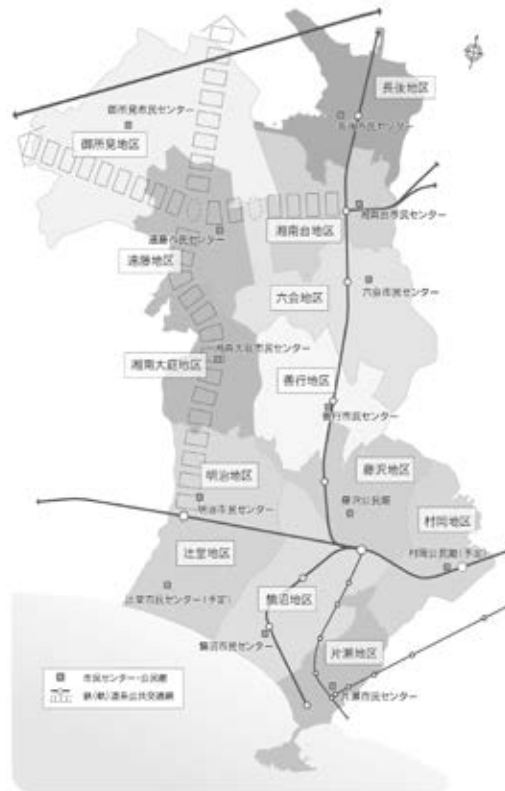 長後地区
御所見市民センター
長後市民センター
御所見地区
湘南台市民センター
遠藤市民センター
湘南台地区
遠藤地区
六会地区
六会市民センター
湘南大庭市民センター
湘南大庭地区
善行地区
善行市民センター
明治地区
藤沢地区
明治市民センター
藤沢公民館
村岡地区
辻堂地区
村岡公民館(予定)
辻堂市民センター(予定)
鵠沼地区
鵠沼市民センター
片瀬地区
片瀬市民センター
市民センター・公民館
鉄(軌)道系公共交通網